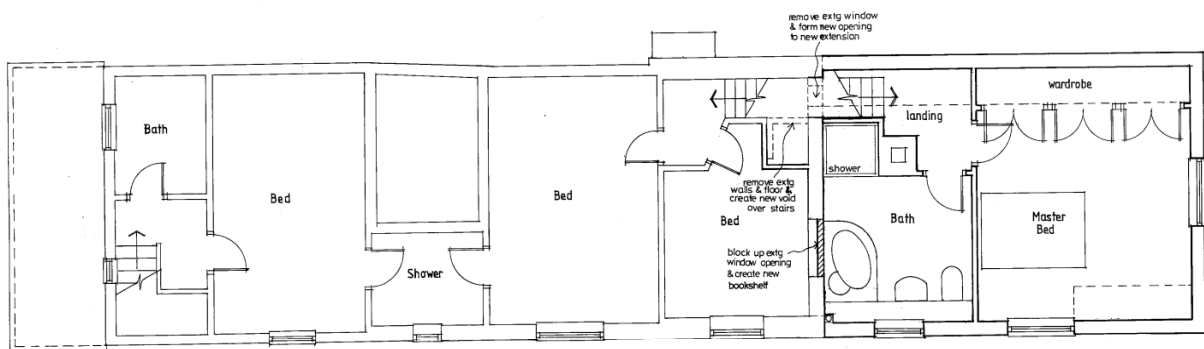 remove extg window
& form new opening
to new extension
wardrobe
Bath
landing
shower
remove extg
walls & floor &
create new void
over stairs
Bed
Bed
Bed
Bath
Master
Bed
Shower
block up extg
window opening
& create new
bookshelf